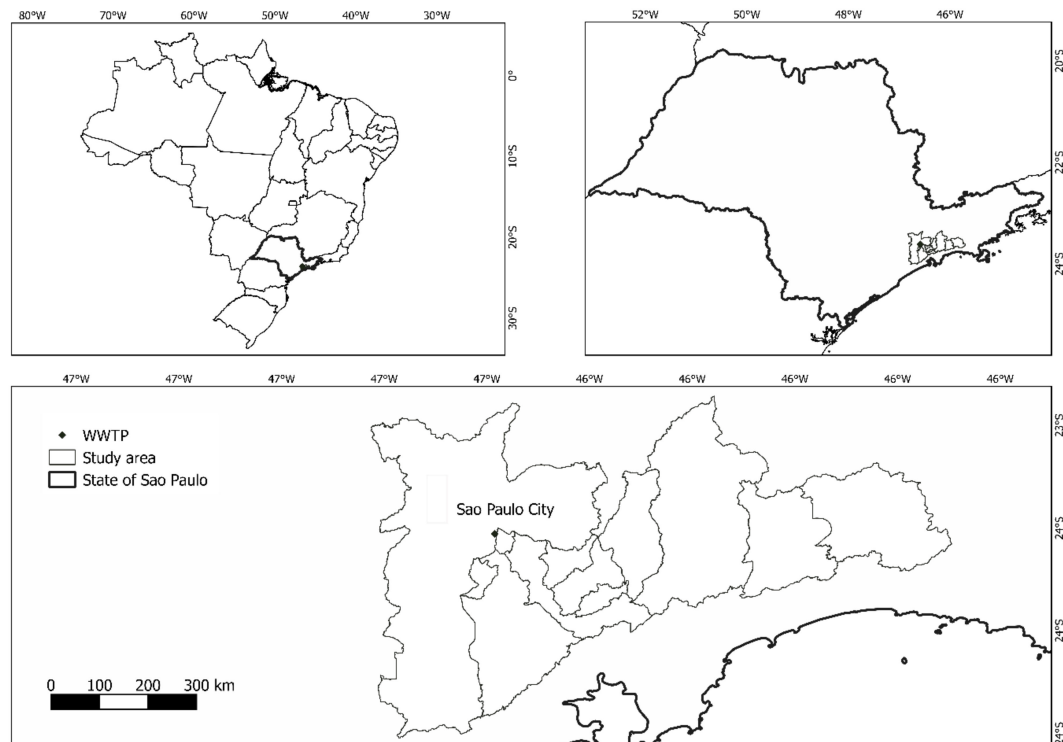 80°W 70°W 60°W 50°W 40°W 30°W
0°
10°S
20°S
30°S
52°W 50°W 48°W 46°W
20°S
22°S
24°S
47°W 47°W 47°W 47°W 47°W 46°W 46°W 46°W 46°W 46°W
23°S
24°S
24°S
24°S
WWTP
Study area
State of Sao Paulo
Sao Paulo City
0 100 200 300 km